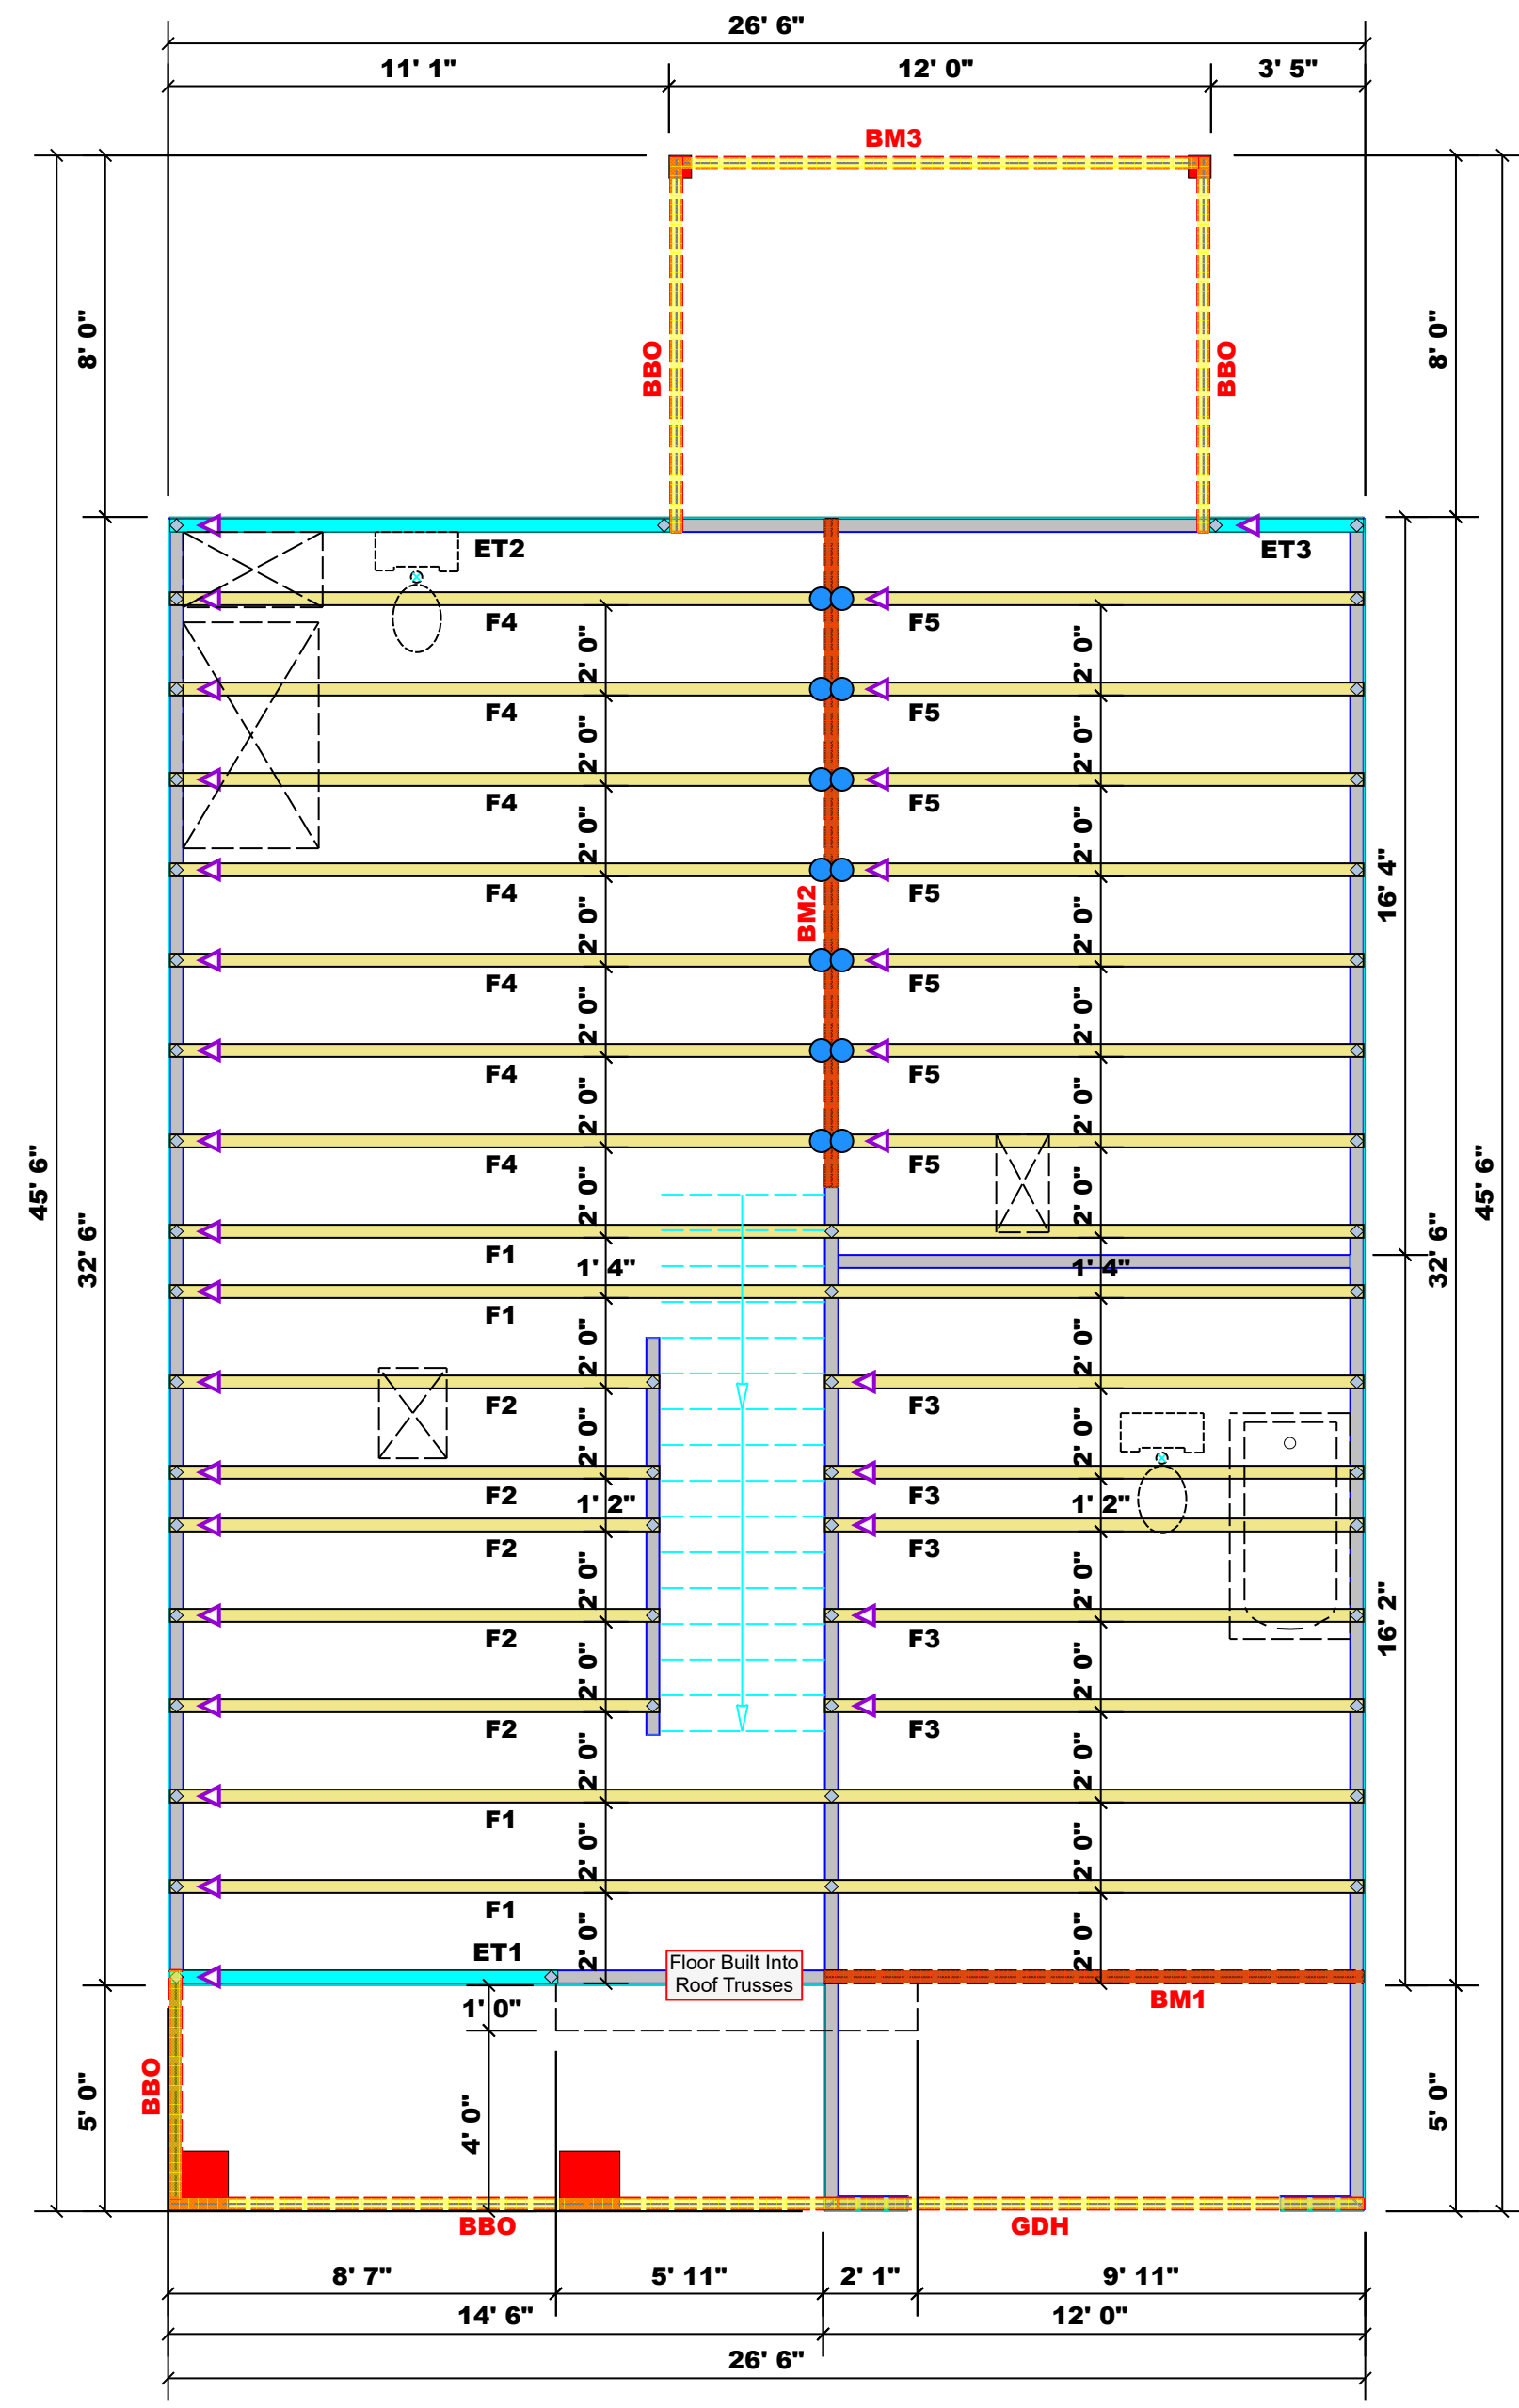 26' 6"
11' 1"
12' 0"
3' 5"
BM3
8' 0"
BBO
BBO
8' 0"
ET2
ET3
F4
F5
2' 0"
2' 0"
F4
F5
2' 0"
2' 0"
F4
F5
2' 0"
2' 0"
16' 4"
F4
BM2
F5
2' 0"
2' 0"
F4
F5
2' 0"
2' 0"
F4
F5
2' 0"
2' 0"
F4
F5
45' 6"
45' 6"
2' 0"
2' 0"
32' 6"
32' 6"
F1
1' 4"
1' 4"
F1
2' 0"
2' 0"
F2
F3
2' 0"
2' 0"
F2
1' 2"
F3
1' 2"
F2
F3
2' 0"
2' 0"
16' 2"
F2
F3
2' 0"
2' 0"
F2
F3
2' 0"
2' 0"
F1
2' 0"
2' 0"
F1
2' 0"
2' 0"
ET1
Floor Built Into
Roof Trusses
BM1
1' 0"
BBO
5' 0"
4' 0"
5' 0"
BBO
GDH
8' 7"
5' 11"
2' 1"
9' 11"
14' 6"
12' 0"
26' 6"